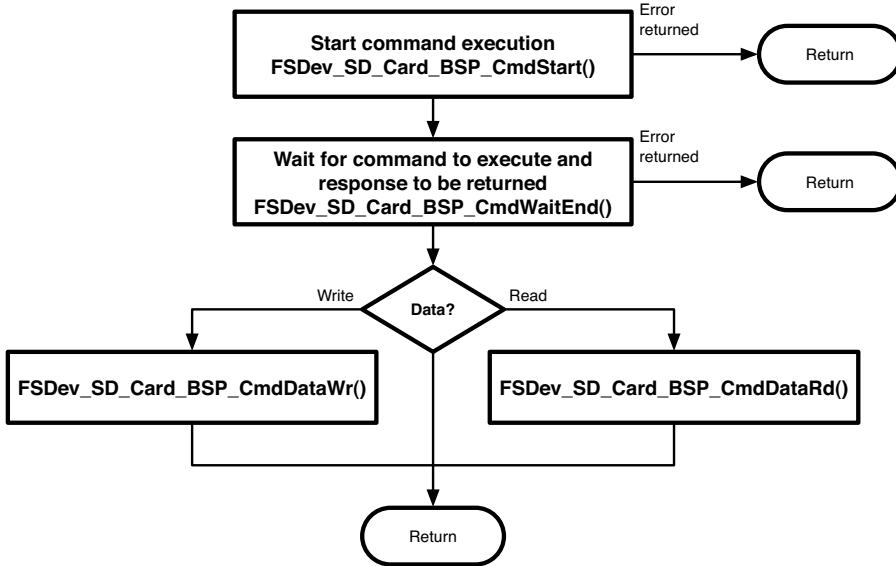 Start command execution
FSDev_SD_Card_BSP_CmdStart()
Error
returned
Return
Wait for command to execute and
response to be returned
FSDev_SD_Card_BSP_CmdWaitEnd()
Error
returned
Return
Write
Data?
Read
FSDev_SD_Card_BSP_CmdDataWr()
FSDev_SD_Card_BSP_CmdDataRd()
Return